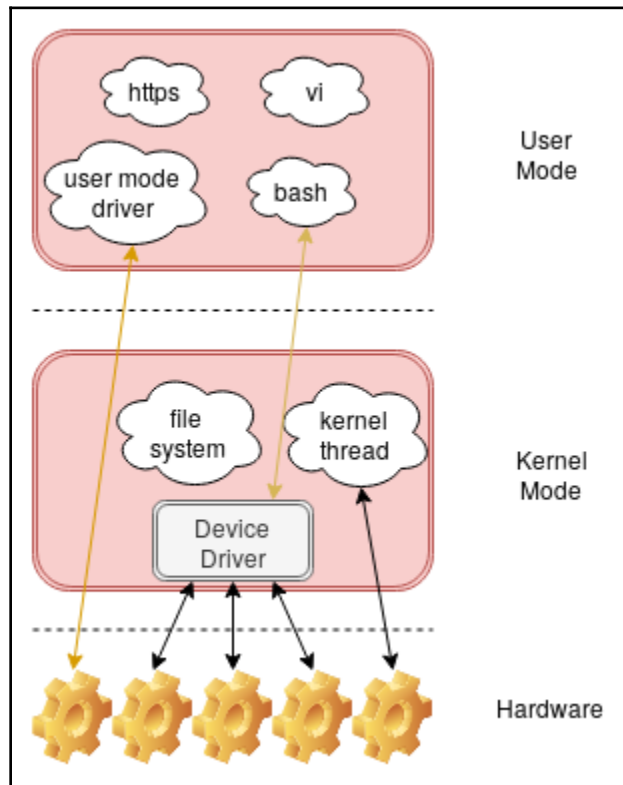 https
vi
user mode
driver
bash
User
Mode
file
system
kernel
thread
Kernel
Mode
Device
Driver
Hardware